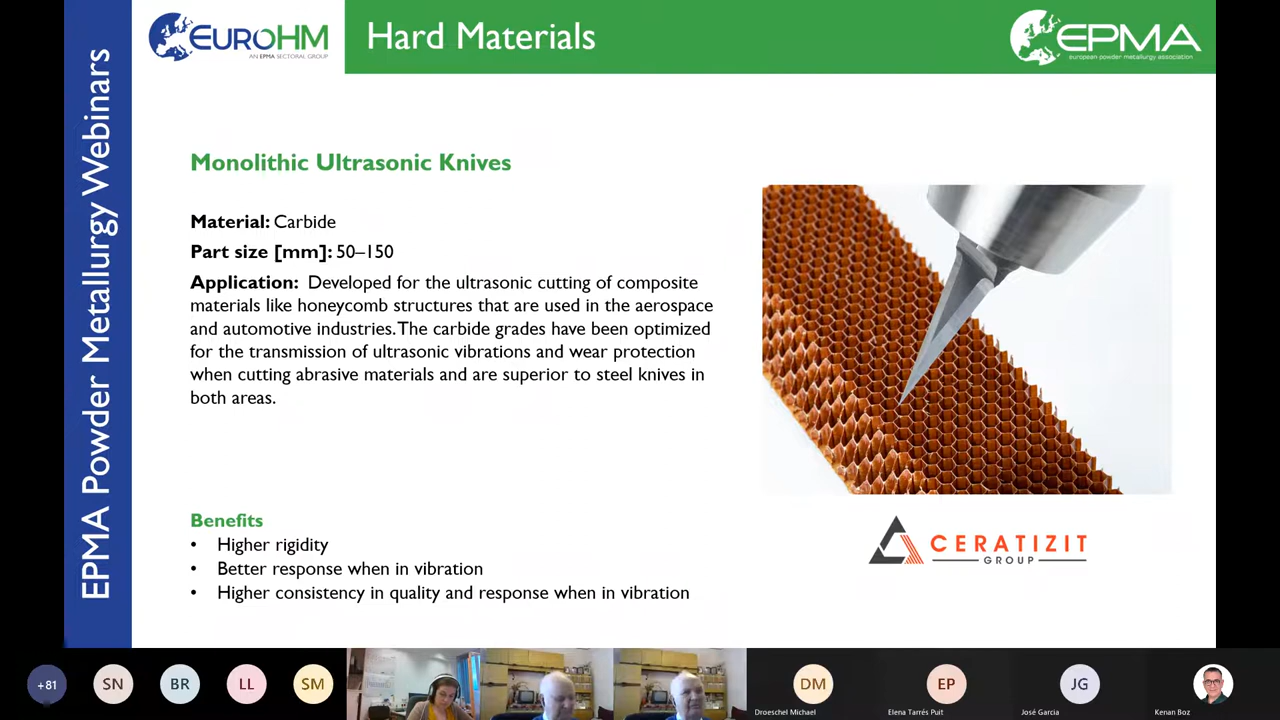 EUROHM
AN EPMA SECTORAL GROUP
Hard Materials
EPMA
european powder metallurgy association
EPMA Powder Metallurgy Webinars
Monolithic Ultrasonic Knives
Material: Carbide
Part size [mm]: 50–150
Application: Developed for the ultrasonic cutting of composite
materials like honeycomb structures that are used in the aerospace
and automotive industries. The carbide grades have been optimized
for the transmission of ultrasonic vibrations and wear protection
when cutting abrasive materials and are superior to steel knives in
both areas.
Benefits
• Higher rigidity
• Better response when in vibration
• Higher consistency in quality and response when in vibration
CERATIZIT
GROUP
+81
SN
BR
LL
SM
DM
Droeschel Michael
EP
Elena Tarrés Puit
JG
José Garcia
Kenan Boz